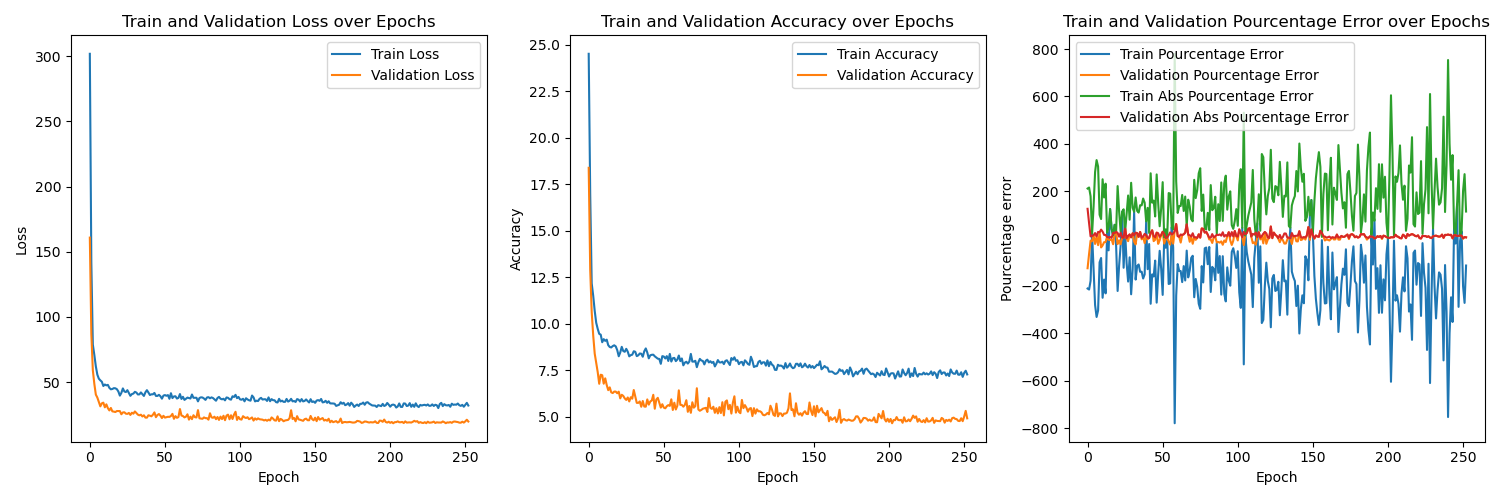 Train and Validation Loss over Epochs
300
250
200
150
100
50
Loss
0
50
100
150
200
250
Epoch
Train Loss
Validation Loss
Train and Validation Accuracy over Epochs
25.0
22.5
20.0
17.5
15.0
12.5
10.0
7.5
5.0
Accuracy
0
50
100
150
200
250
Epoch
Train Accuracy
Validation Accuracy
Train and Validation Pourcentage Error over Epochs
800
600
400
200
0
−200
−400
−600
−800
Pourcentage error
0
50
100
150
200
250
Epoch
Train Pourcentage Error
Validation Pourcentage Error
Train Abs Pourcentage Error
Validation Abs Pourcentage Error